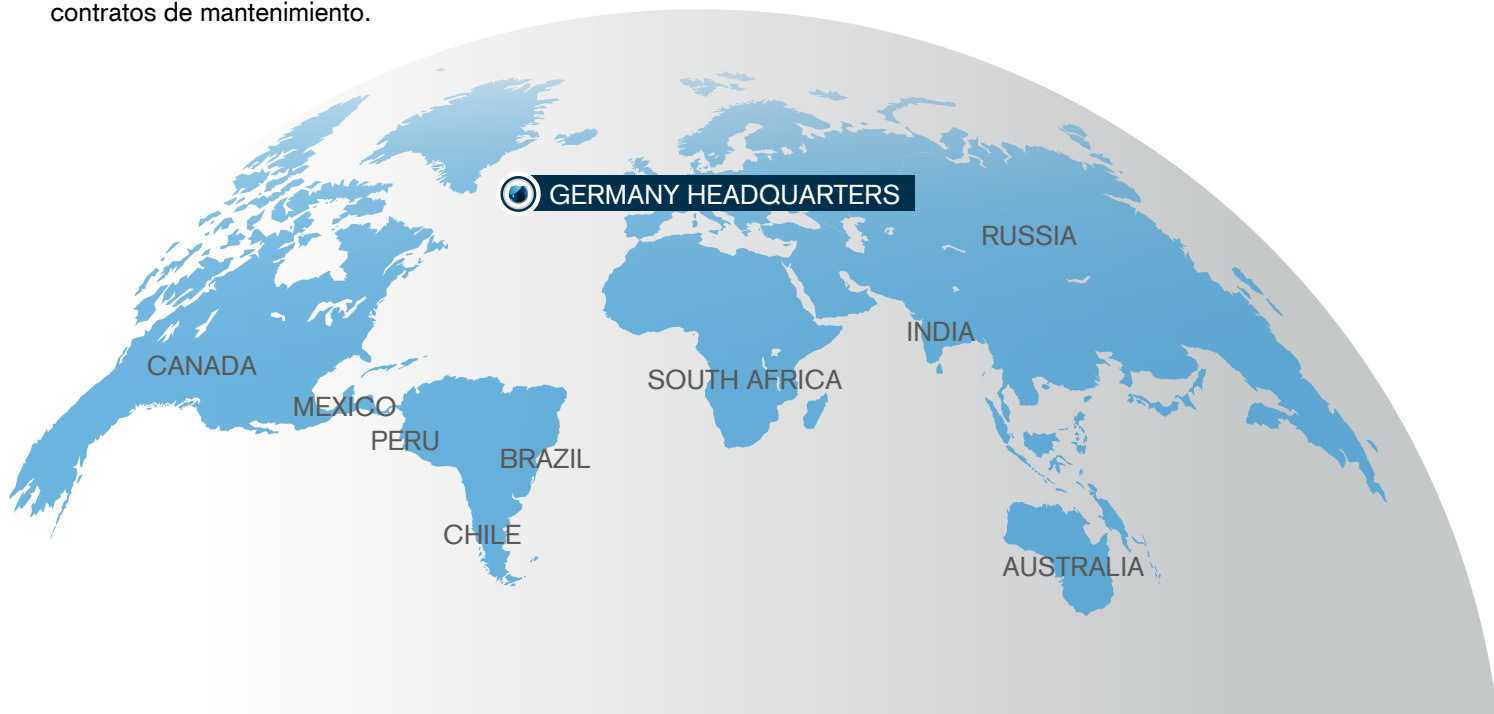 contratos de mantenimiento.
GERMANY HEADQUARTERS
RUSSIA
INDIA
CANADA
SOUTH AFRICA
MEXICO
PERU
BRAZIL
CHILE
AUSTRALIA